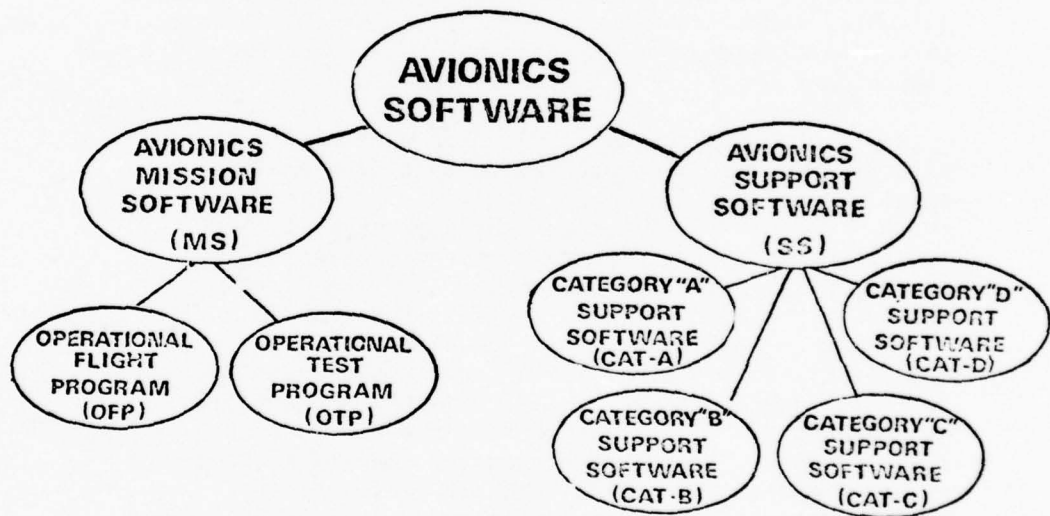 AVIONICS
SOFTWARE
AVIONICS
MISSION
SOFTWARE
(MS)
AVIONICS
SUPPORT
SOFTWARE
(SS)
OPERATIONAL
FLIGHT
PROGRAM
(OFP)
OPERATIONAL
TEST
PROGRAM
(OTP)
CATEGORY "A"
SUPPORT
SOFTWARE
(CAT-A)
CATEGORY "B"
SUPPORT
SOFTWARE
(CAT-B)
CATEGORY "C"
SUPPORT
SOFTWARE
(CAT-C)
CATEGORY "D"
SUPPORT
SOFTWARE
(CAT-D)